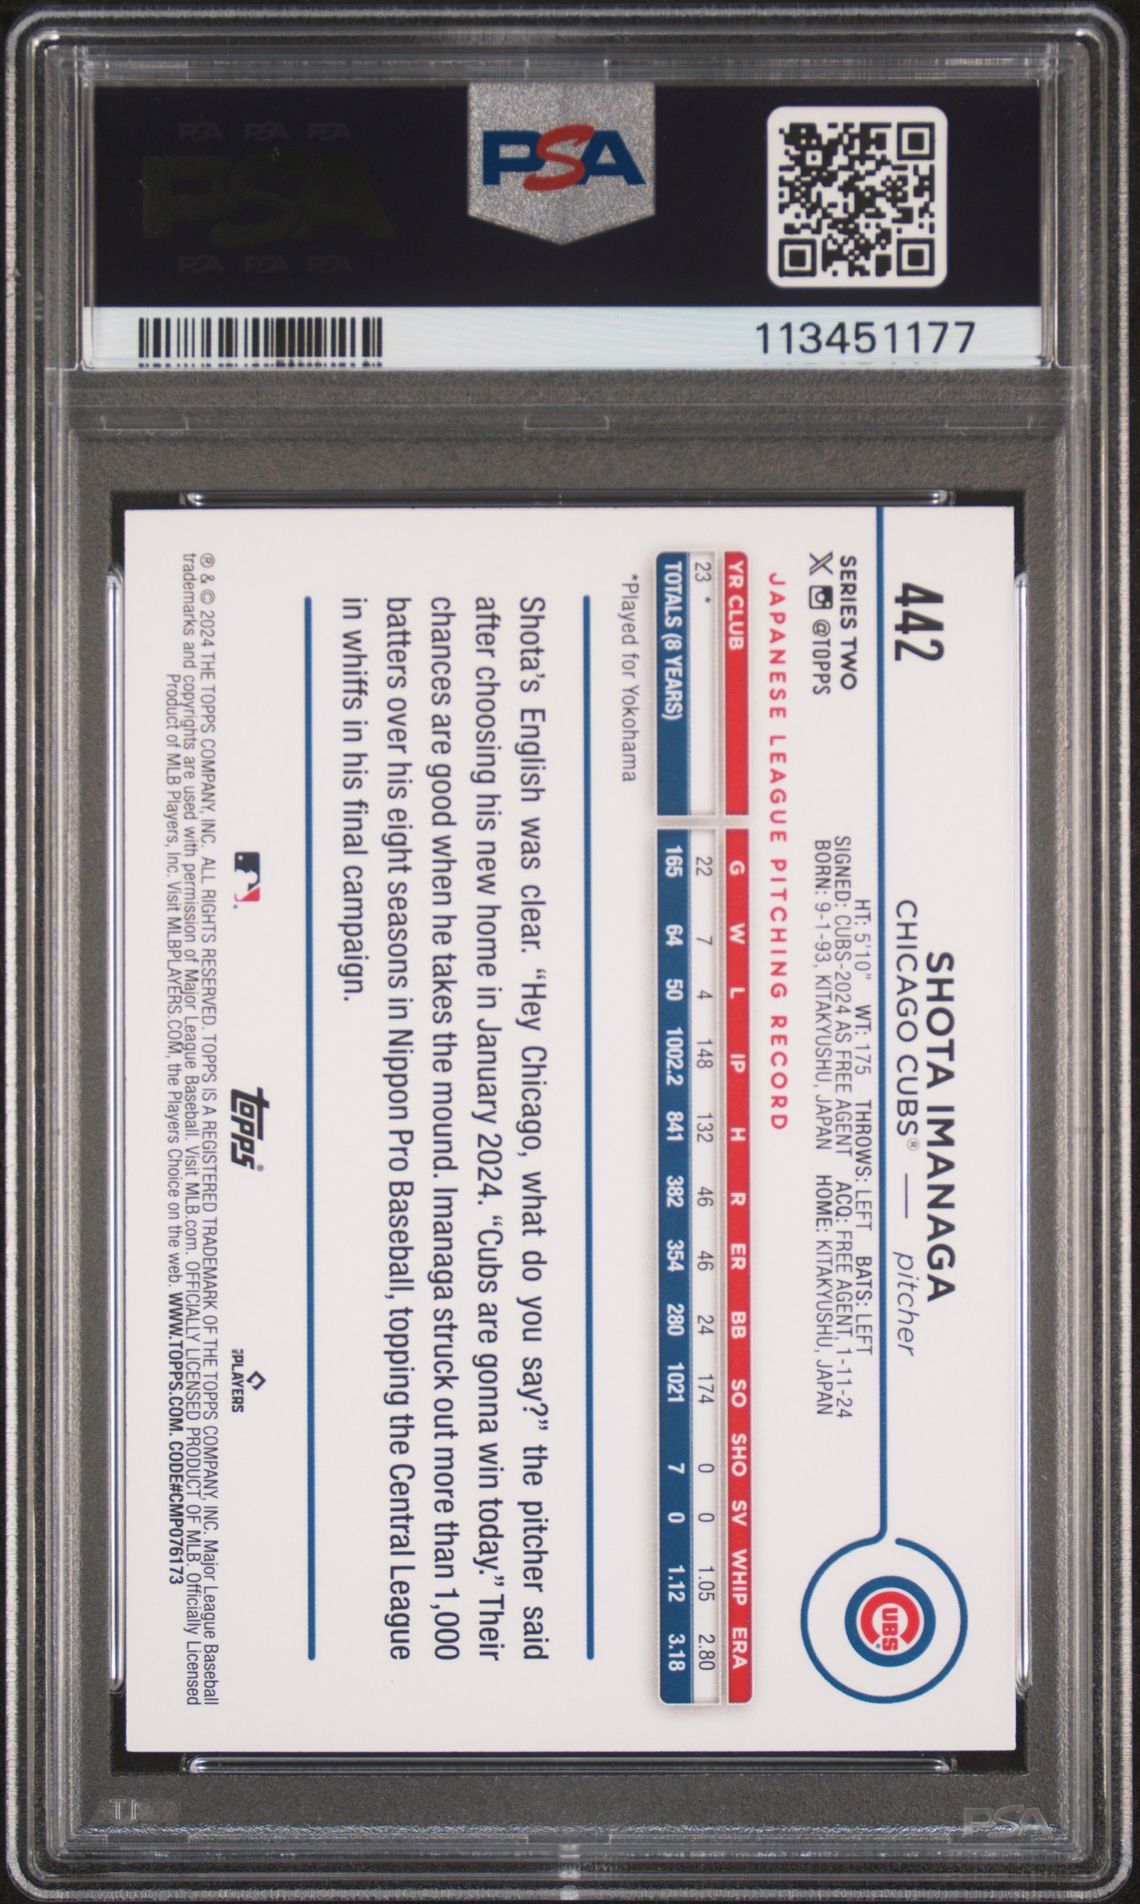 PSA PSA PSA
PSA
PSA PSA PSA
PSA
113451177
442
SHOTA IMANAGA
CHICAGO CUBS® — pitcher
SERIES TWO
X @TOPPS
HT: 5'10" WT: 175 THROWS: LEFT BATS: LEFT
SIGNED: CUBS-2024 AS FREE AGENT ACQ: FREE AGENT, 1-11-24
BORN: 9-1-93, KITAKYUSHU, JAPAN HOME: KITAKYUSHU, JAPAN
CUBS
JAPANESE LEAGUE PITCHING RECORD
YR CLUB G W L IP H R ER BB SO SHO SV WHIP ERA
23 * 22 7 4 148 132 46 46 24 174 0 0 1.05 2.80
TOTALS (8 YEARS) 165 64 50 1002.2 841 382 354 280 1021 7 0 1.12 3.18
*Played for Yokohama
Shota's English was clear. “Hey Chicago, what do you say?” the pitcher said
after choosing his new home in January 2024. “Cubs are gonna win today.” Their
chances are good when he takes the mound. Imanaga struck out more than 1,000
batters over his eight seasons in Nippon Pro Baseball, topping the Central League
in whiffs in his final campaign.
topps®
PLAYERS
® & © 2024 THE TOPPS COMPANY, INC. ALL RIGHTS RESERVED. TOPPS IS A REGISTERED TRADEMARK OF THE TOPPS COMPANY, INC. Major League Baseball
trademarks and copyrights are used with permission of Major League Baseball. Visit MLB.com. OFFICIALLY LICENSED PRODUCT OF MLB. Officially Licensed
Product of MLB Players, Inc. Visit MLBPLAYERS.COM, the Players Choice on the web. WWW.TOPPS.COM. CODE#CMP076173
PSA